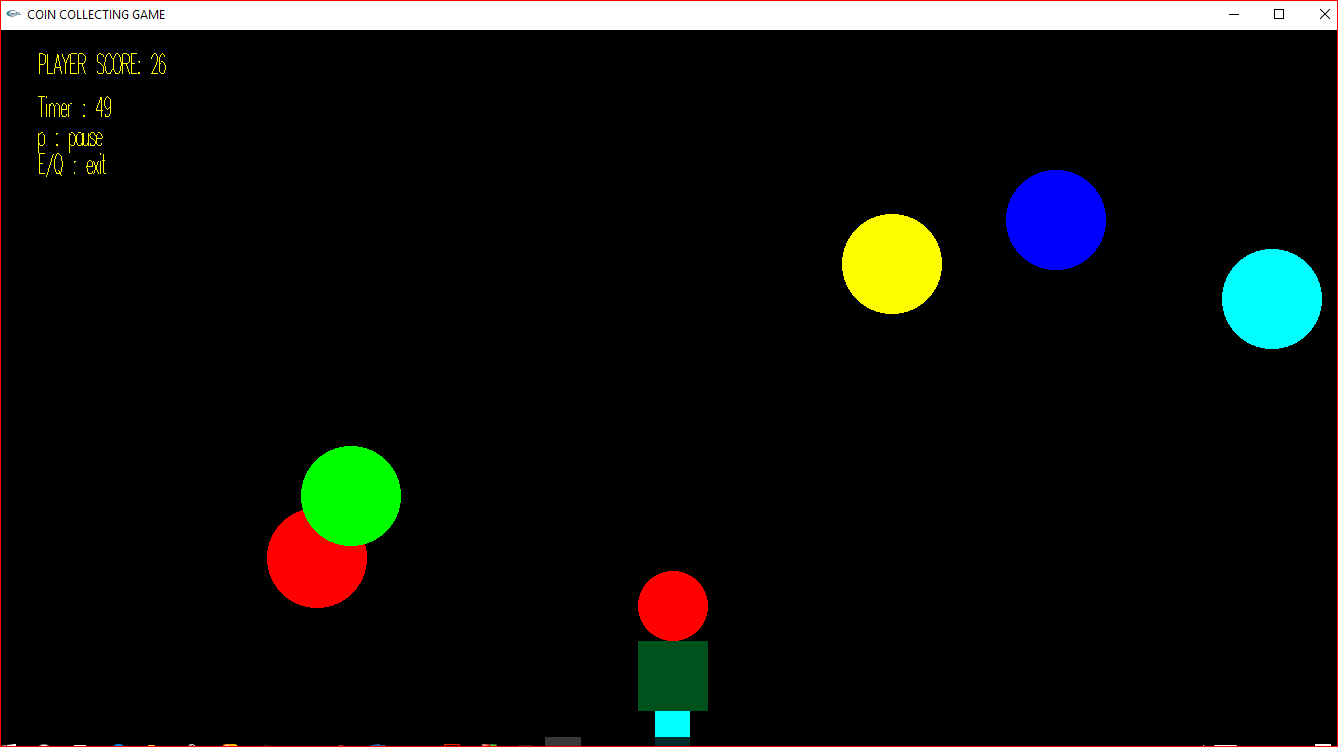 COIN COLLECTING GAME
PLAYER SCORE: 26
Timer : 49
p : pause
E/Q : exit